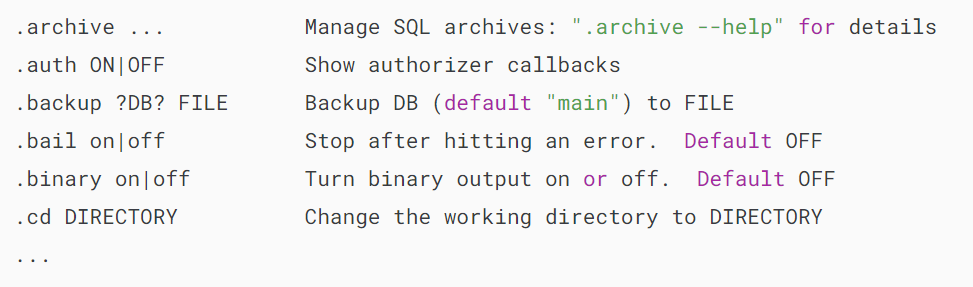 .archive ... Manage SQL archives: ".archive --help" for details
.auth ON|OFF Show authorizer callbacks
.backup ?DB? FILE Backup DB (default "main") to FILE
.bail on|off Stop after hitting an error. Default OFF
.binary on|off Turn binary output on or off. Default OFF
.cd DIRECTORY Change the working directory to DIRECTORY
...